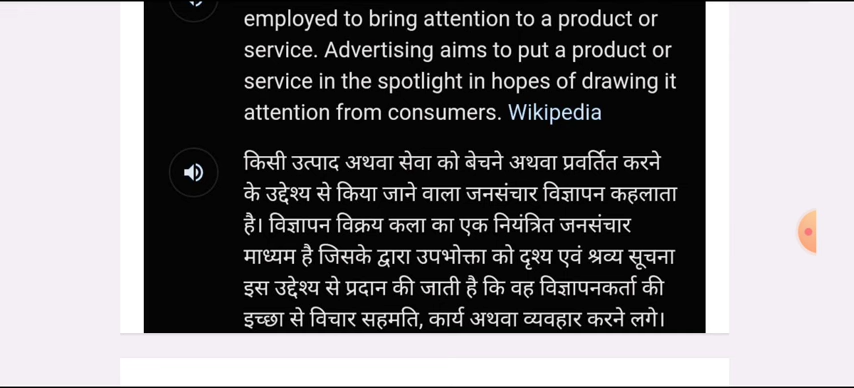 employed to bring attention to a product or
service. Advertising aims to put a product or
service in the spotlight in hopes of drawing it
attention from consumers. Wikipedia
किसी उत्पाद अथवा सेवा को बेचने अथवा प्रवर्तित करने
के उद्देश्य से किया जाने वाला जनसंचार विज्ञापन कहलाता
है। विज्ञापन विक्रय कला का एक नियंत्रित जनसंचार
माध्यम है जिसके द्वारा उपभोक्ता को दृश्य एवं श्रव्य सूचना
इस उद्देश्य से प्रदान की जाती है कि वह विज्ञापनकर्ता की
इच्छा से विचार सहमति, कार्य अथवा व्यवहार करने लगे।